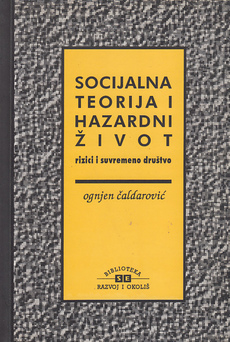 SOCIJALNA
TEORIJA I
HAZARDNI
ŽIVOT
rizici i suvremeno društvo
ognjen čaldarović
BIBLIOTEKA
SE
RAZVOJ I OKOLIŠ